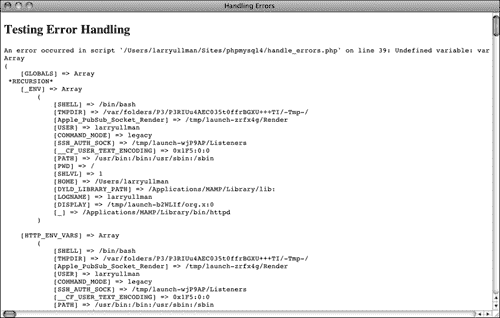 Handling Errors
Testing Error Handling
An error occurred in script '/Users/larryullman/Sites/phpmysql4/handle_errors.php' on line 39: Undefined variable: var
Array
(
[GLOBALS] => Array
*RECURSION*
[_ENV] => Array
(
[SHELL] => /bin/bash
[TMPDIR] => /var/folders/P3/P3RIUu4AEC035t0ffrBGXU+++TI/-Tmp-/
[Apple_PubSub_Socket_Render] => /tmp/launch-zrfx4g/Render
[USER] => larryullman
[COMMAND_MODE] => legacy
[SSH_AUTH_SOCK] => /tmp/launch-wjP9AP/Listeners
[__CF_USER_TEXT_ENCODING] => 0x1F5:0:0
[PATH] => /usr/bin:/bin:/usr/sbin:/sbin
[PWD] => /
[SHLVL] => 1
[HOME] => /Users/larryullman
[DYLD_LIBRARY_PATH] => /Applications/MAMP/Library/lib:
[LOGNAME] => larryullman
[DISPLAY] => /tmp/launch-b2WLIf/org.x:0
[_] => /Applications/MAMP/Library/bin/httpd
)
[HTTP_ENV_VARS] => Array
(
[SHELL] => /bin/bash
[TMPDIR] => /var/folders/P3/P3RIUu4AEC035t0ffrBGXU+++TI/-Tmp-/
[Apple_PubSub_Socket_Render] => /tmp/launch-zrfx4g/Render
[USER] => larryullman
[COMMAND_MODE] => legacy
[SSH_AUTH_SOCK] => /tmp/launch-wjP9AP/Listeners
[__CF_USER_TEXT_ENCODING] => 0x1F5:0:0
[PATH] => /usr/bin:/bin:/usr/sbin:/sbin